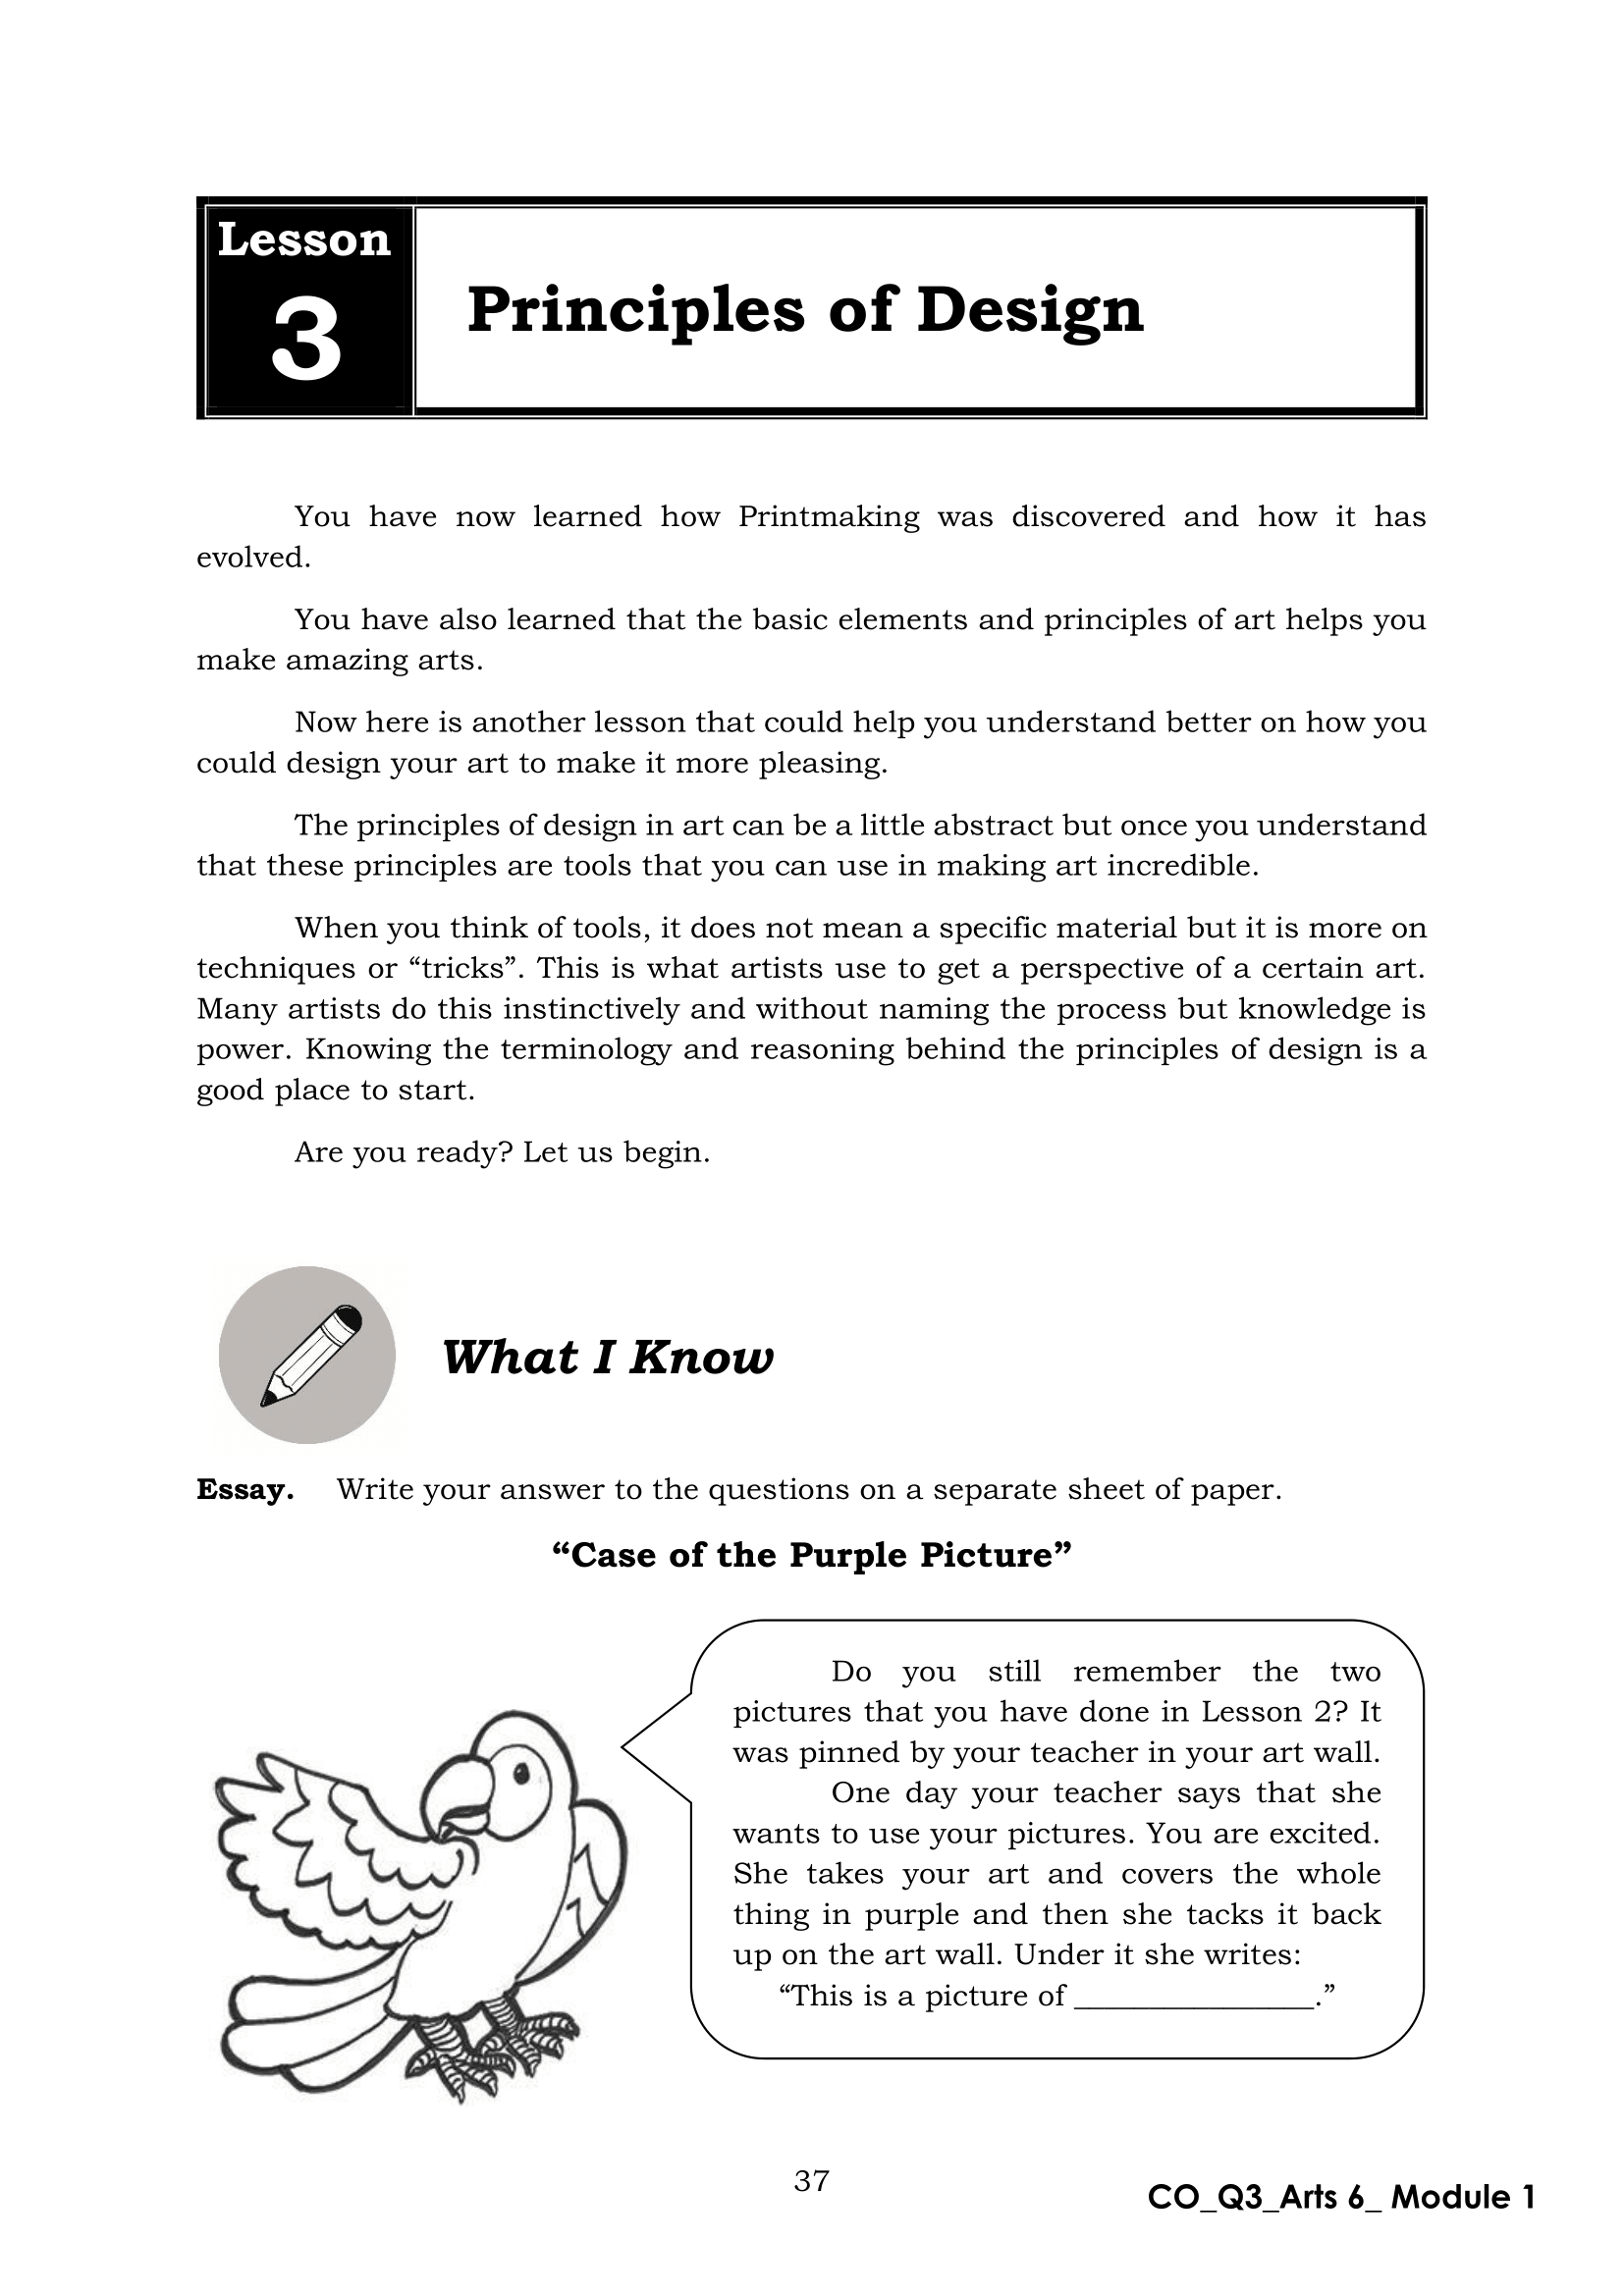 Lesson
3
Principles of Design
You have now learned how Printmaking was discovered and how it has
evolved.
You have also learned that the basic elements and principles of art helps you
make amazing arts.
Now here is another lesson that could help you understand better on how you
could design your art to make it more pleasing.
The principles of design in art can be a little abstract but once you understand
that these principles are tools that you can use in making art incredible.
When you think of tools, it does not mean a specific material but it is more on
techniques or “tricks”. This is what artists use to get a perspective of a certain art.
Many artists do this instinctively and without naming the process but knowledge is
power. Knowing the terminology and reasoning behind the principles of design is a
good place to start.
Are you ready? Let us begin.
What I Know
Essay. Write your answer to the questions on a separate sheet of paper.
“Case of the Purple Picture”
Do you still remember the two
pictures that you have done in Lesson 2? It
was pinned by your teacher in your art wall.
One day your teacher says that she
wants to use your pictures. You are excited.
She takes your art and covers the whole
thing in purple and then she tacks it back
up on the art wall. Under it she writes:
“This is a picture of ________________.”
37
CO_Q3_Arts 6_ Module 1